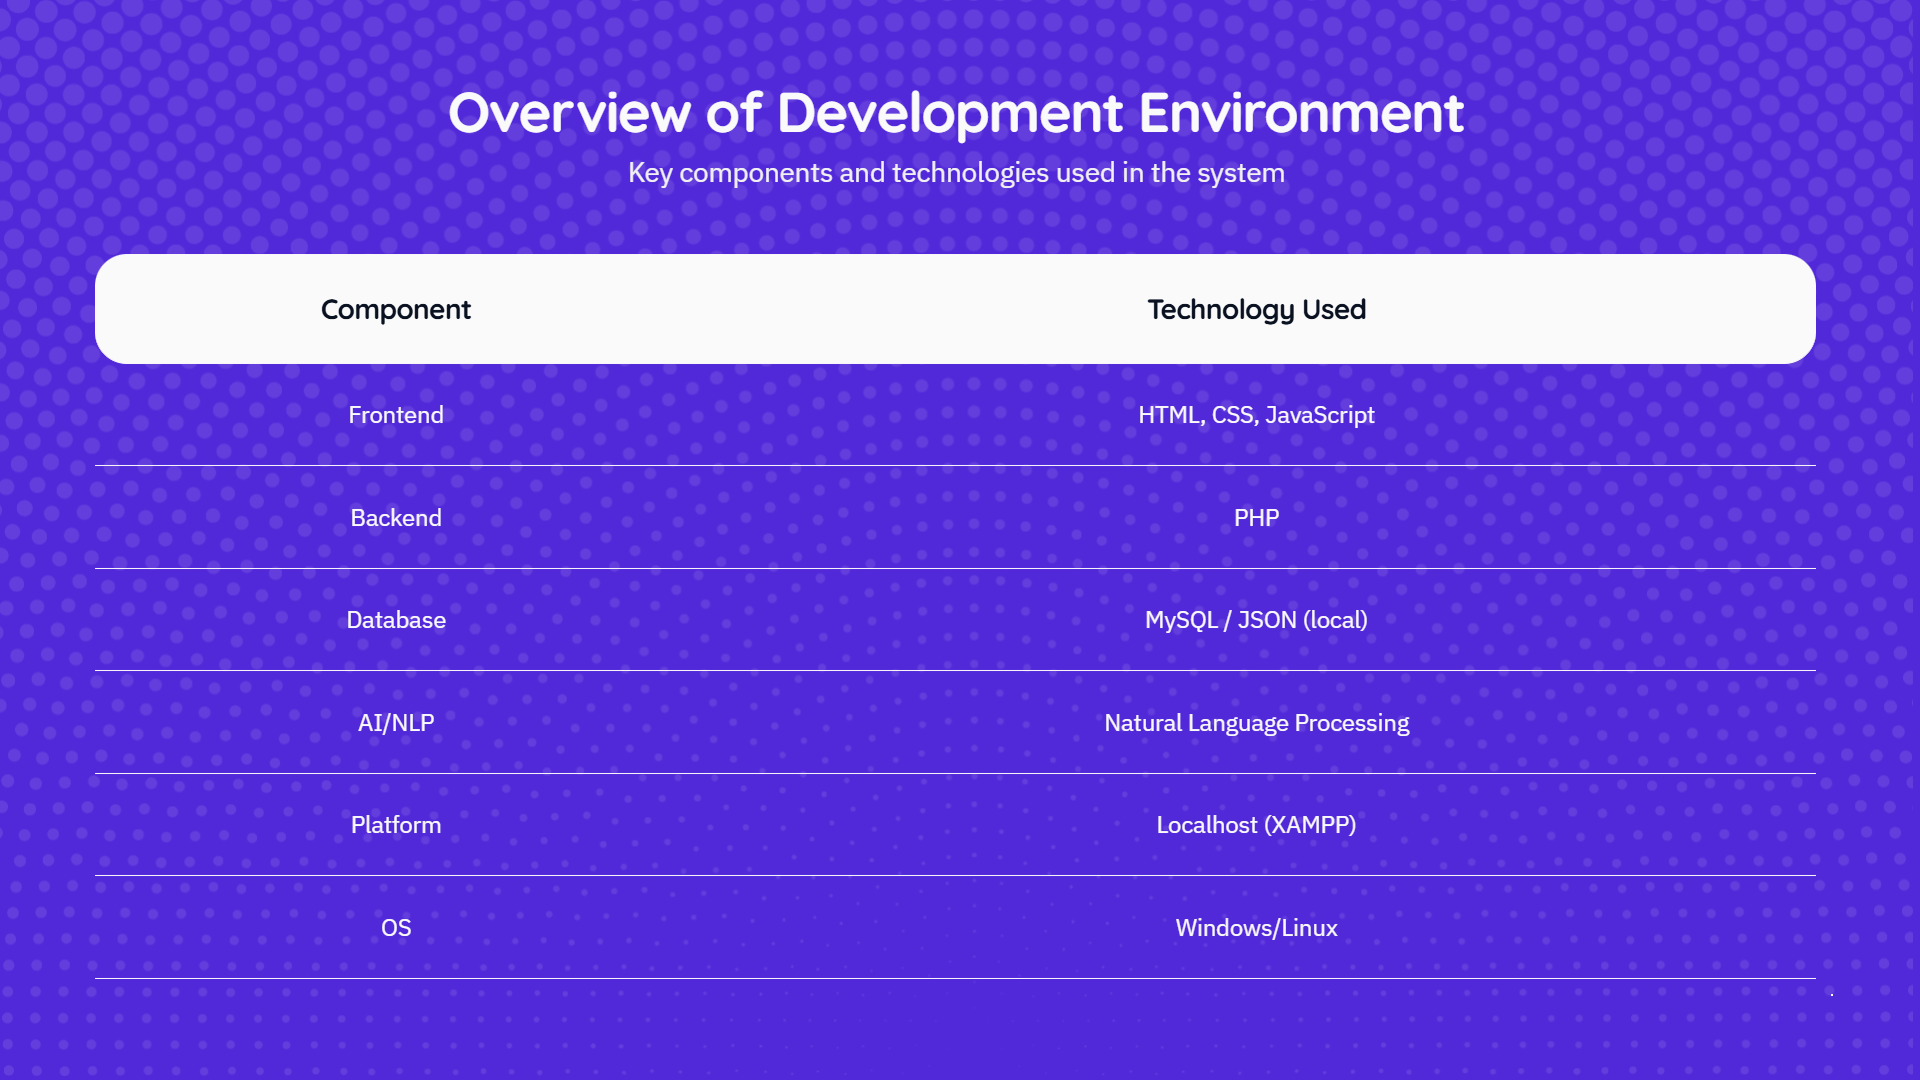 Overview of Development Environment
Key components and technologies used in the system
Component Technology Used
Frontend HTML, CSS, JavaScript
Backend PHP
Database MySQL / JSON (local)
AI/NLP Natural Language Processing
Platform Localhost (XAMPP)
OS Windows/Linux
.